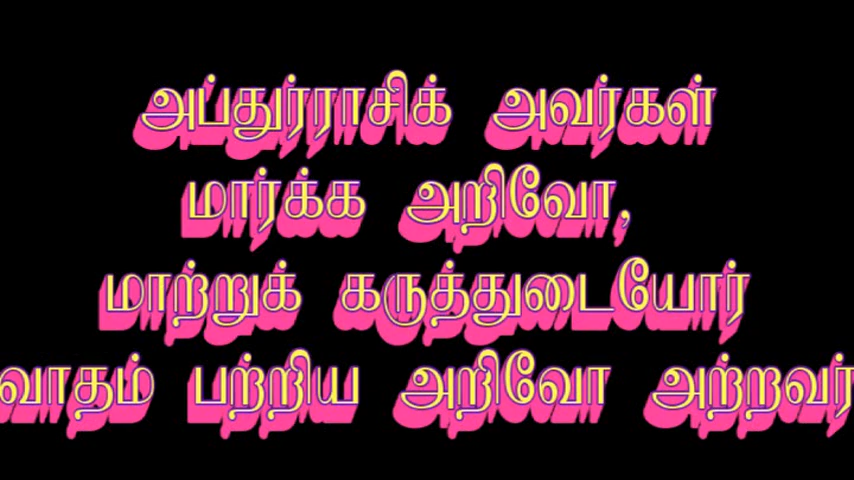 அப்துர்ராசிக் அவர்கள்
மார்க்க அறிவோ,
மாற்றுக் கருத்துடையோர்
வாதம் பற்றிய அறிவோ அற்றவர்